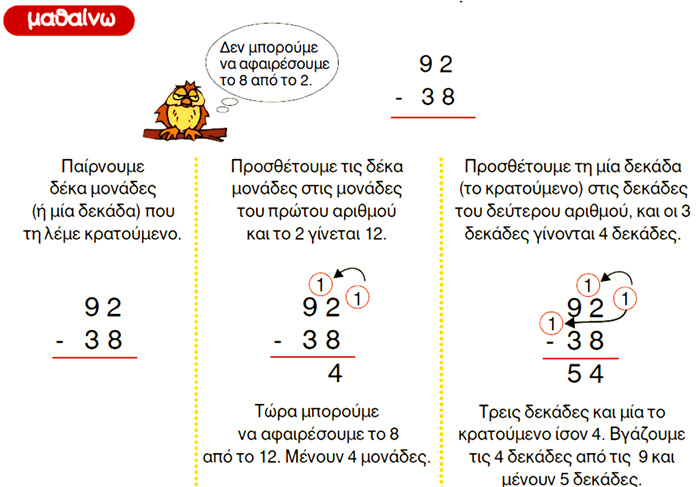 μαθαίνω
Δεν μπορούμε
να αφαιρέσουμε
το 8 από το 2.
92
- 38
Παίρνουμε
δέκα μονάδες
(ή μία δεκάδα) που
τη λέμε κρατούμενο.
92
- 38
Προσθέτουμε τις δέκα
μονάδες στις μονάδες
του πρώτου αριθμού
και το 2 γίνεται 12.
1
1
92
- 38
4
Τώρα μπορούμε
να αφαιρέσουμε το 8
από το 12. Μένουν 4 μονάδες.
Προσθέτουμε τη μία δεκάδα
(το κρατούμενο) στις δεκάδες
του δεύτερου αριθμού, και οι 3
δεκάδες γίνονται 4 δεκάδες.
1
1
92
1
- 38
54
Τρεις δεκάδες και μία το
κρατούμενο ίσον 4. Βγάζουμε
τις 4 δεκάδες από τις 9 και
μένουν 5 δεκάδες.